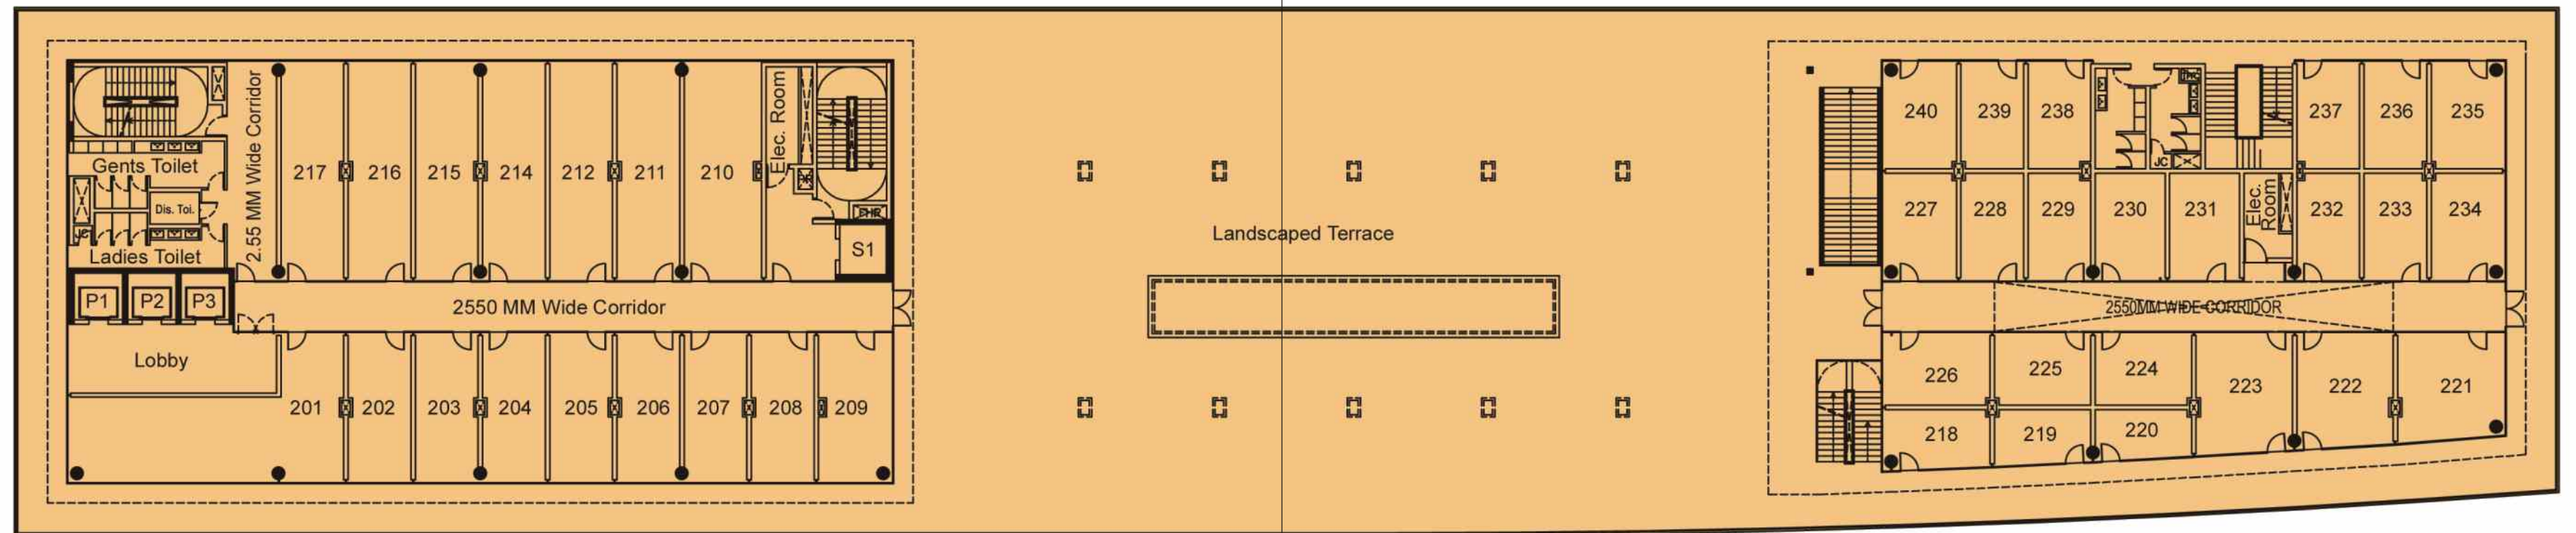 2.55 MM Wide Corridor
217 216 215 214 212 211 210
Elec. Room
FHR
S1
Gents Toilet
Dis. Toi.
JC
Ladies Toilet
P1 P2 P3
2550 MM Wide Corridor
Lobby
201 202 203 204 205 206 207 208 209
Landscaped Terrace
240 239 238
237 236 235
JC
227 228 229 230 231
Elec.
Room
232 233 234
2550MM WIDE CORRIDOR
226 225 224 223 222 221
218 219 220